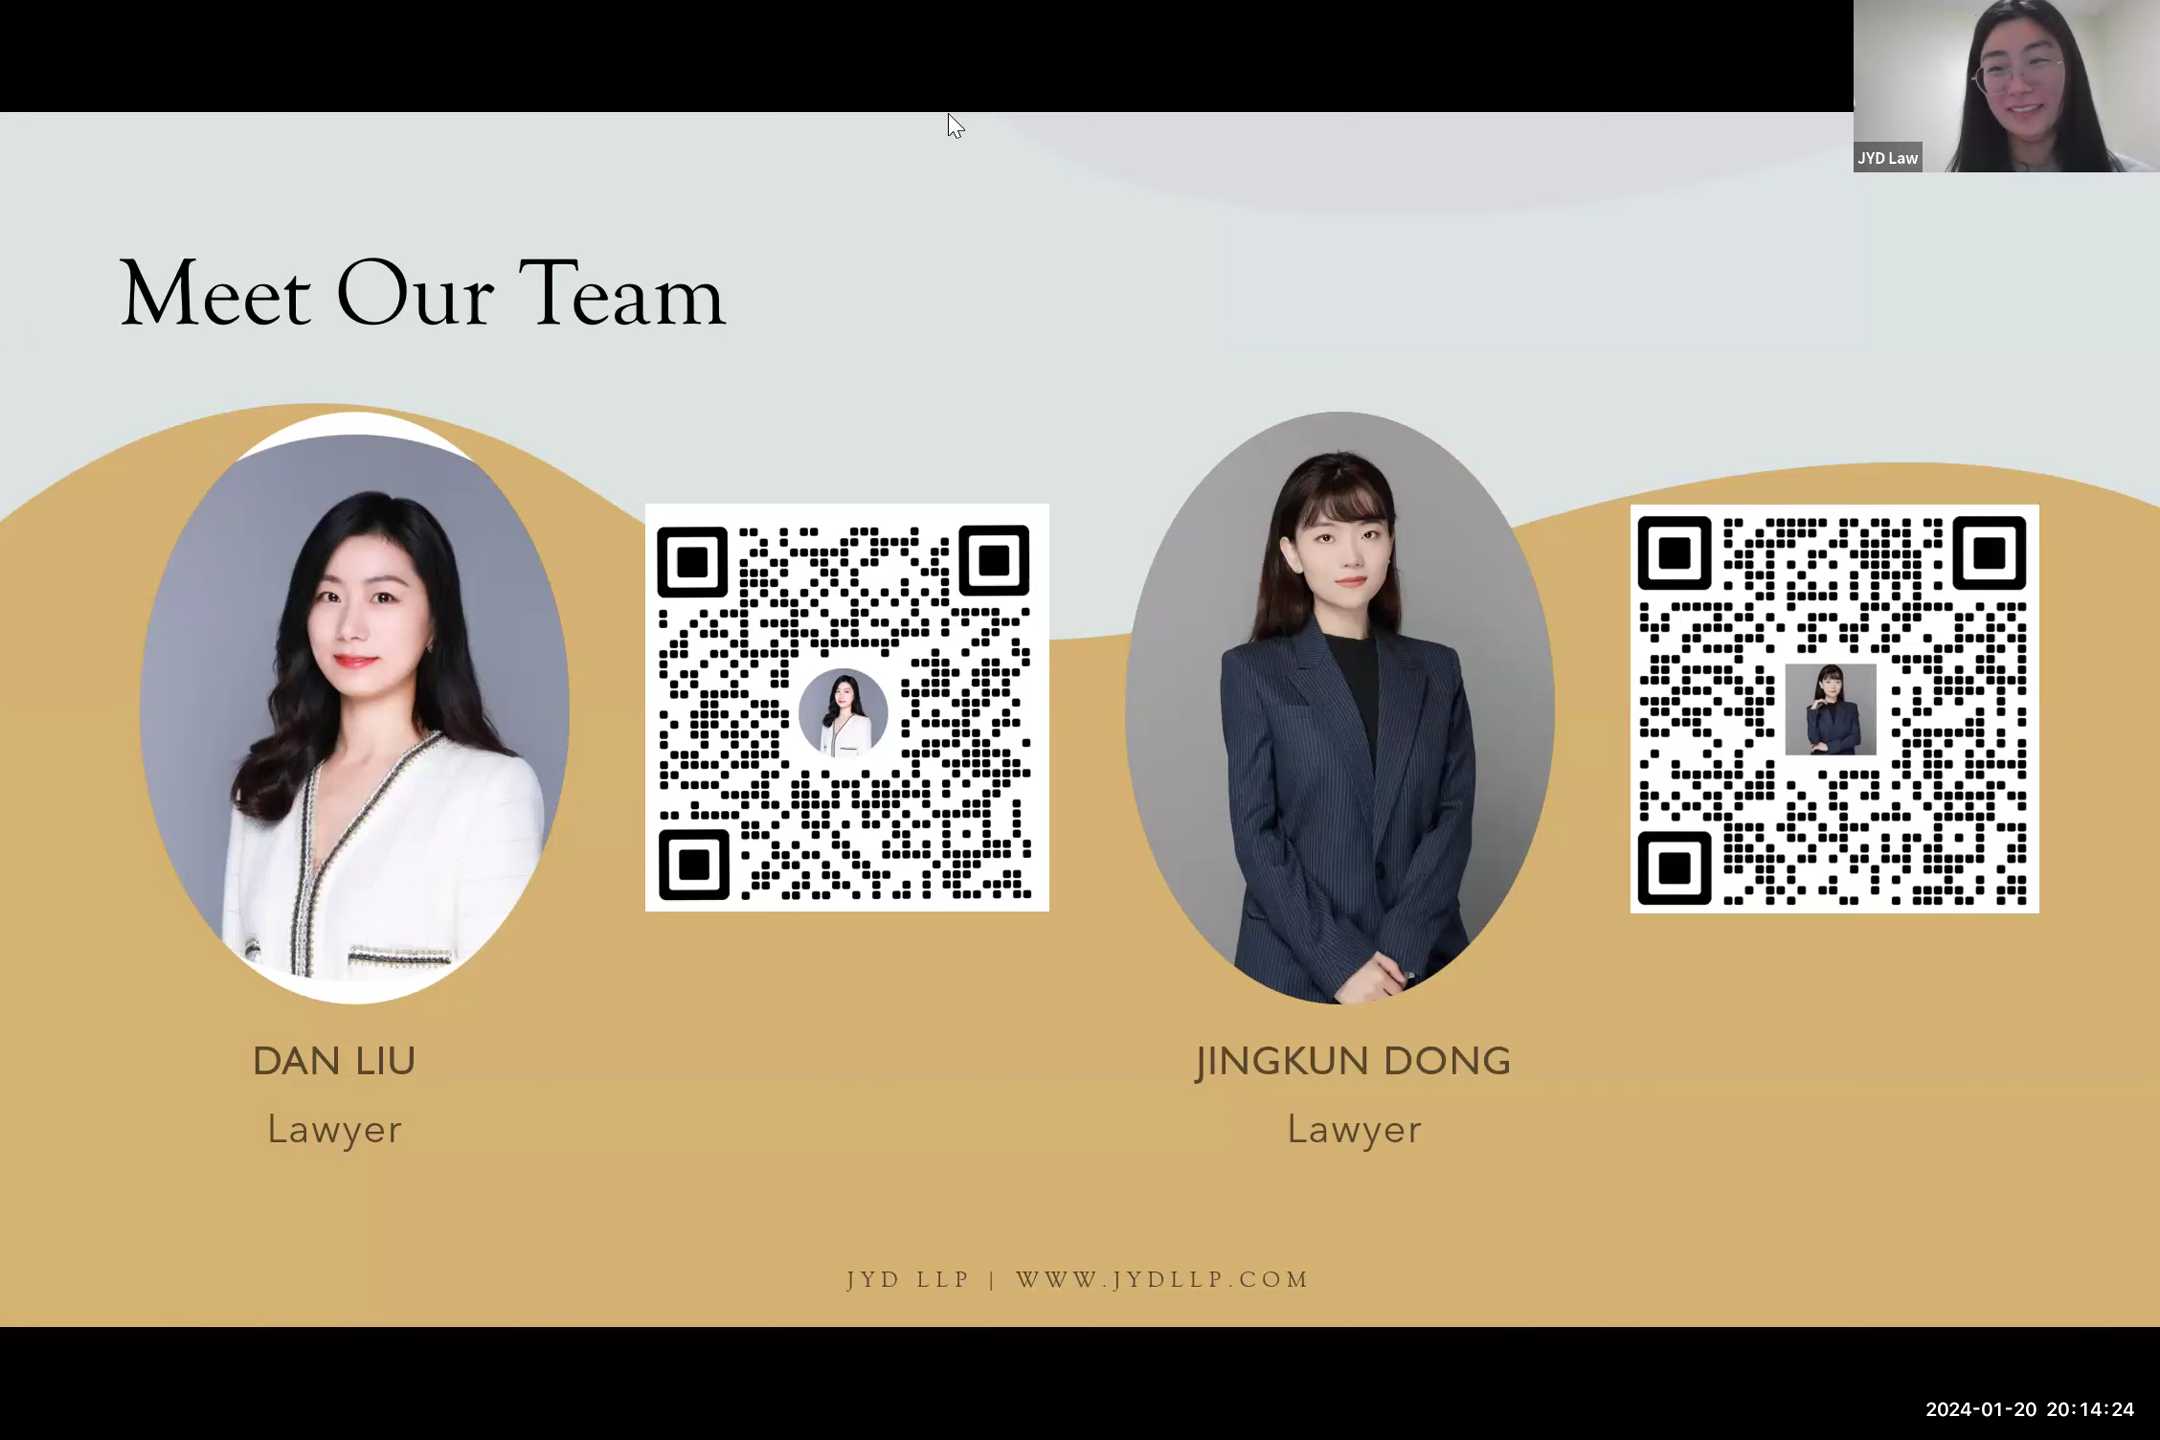 JYD Law
Meet Our Team
DAN LIU
Lawyer
JINGKUN DONG
Lawyer
JYD LLP | WWW.JYDLLP.COM
2024-01-20 20:14:24